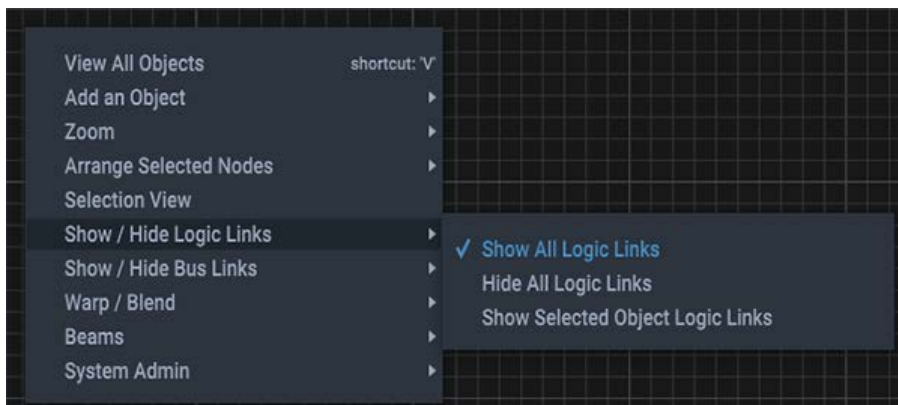 View All Objects shortcut: 'V'
Add an Object
Zoom
Arrange Selected Nodes
Selection View
Show / Hide Logic Links
Show / Hide Bus Links
Warp / Blend
Beams
System Admin
Show All Logic Links
Hide All Logic Links
Show Selected Object Logic Links